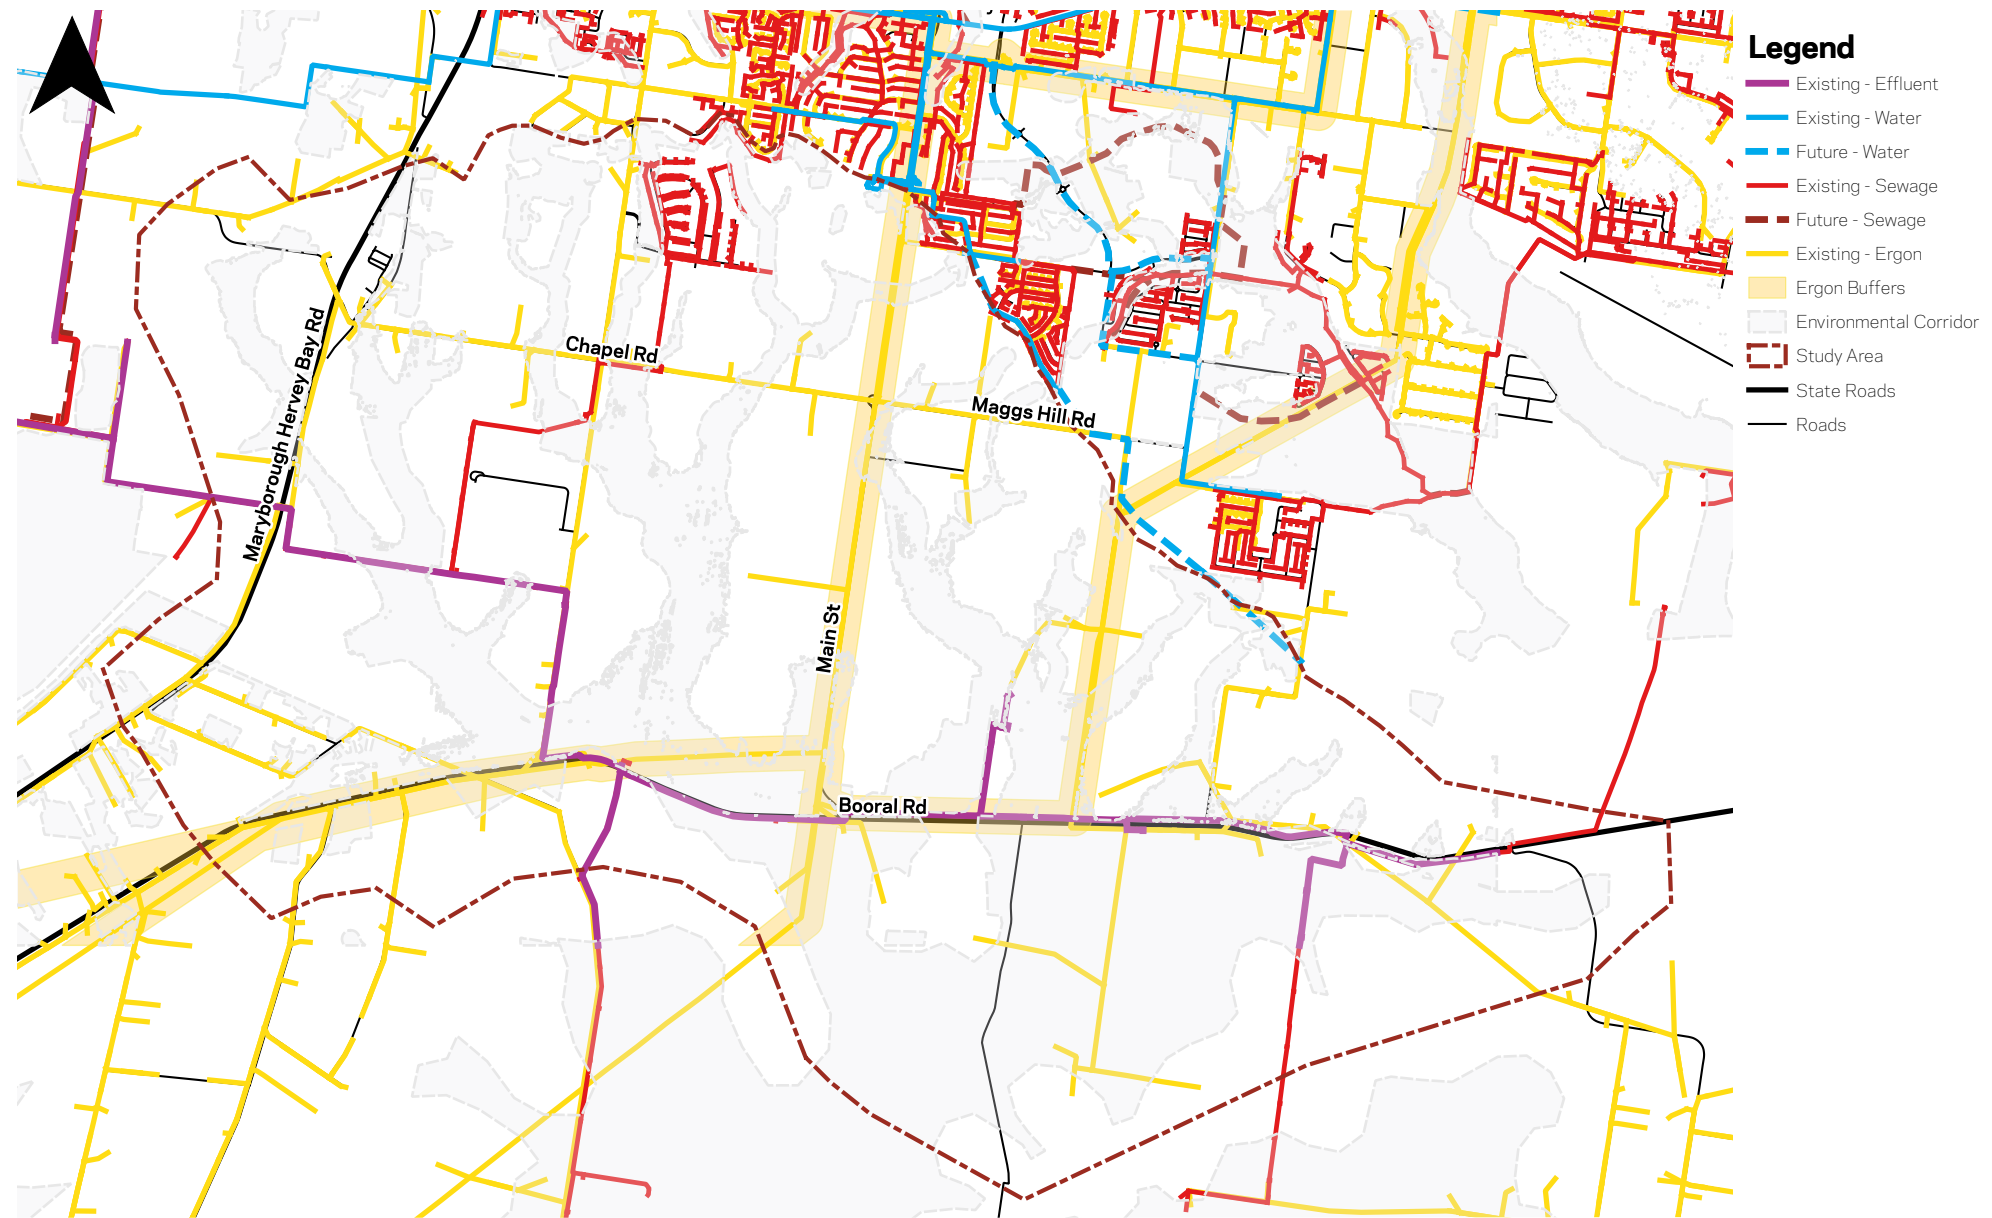 Legend
Existing - Effluent
Existing - Water
Future - Water
Existing - Sewage
Future - Sewage
Existing - Ergon
Ergon Buffers
Environmental Corridor
Study Area
State Roads
Roads
Maryborough Hervey Bay Rd
Chapel Rd
Maggs Hill Rd
Main St
Booral Rd